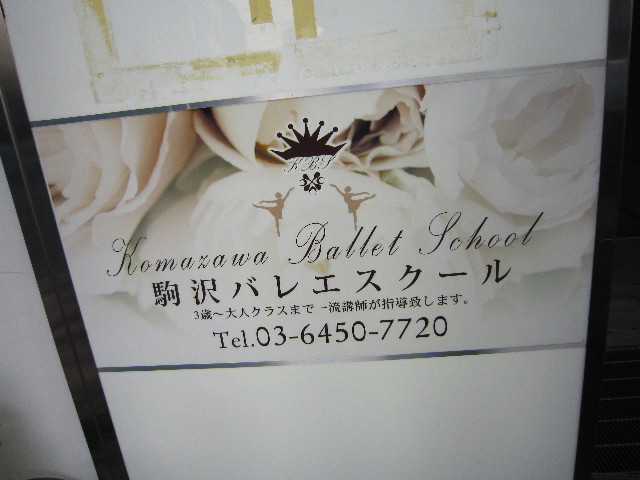 KBS
Komazawa Ballet School
駒沢バレエスクール
3歳～大人クラスまで一流講師が指導致します。
Tel.03-6450-7720